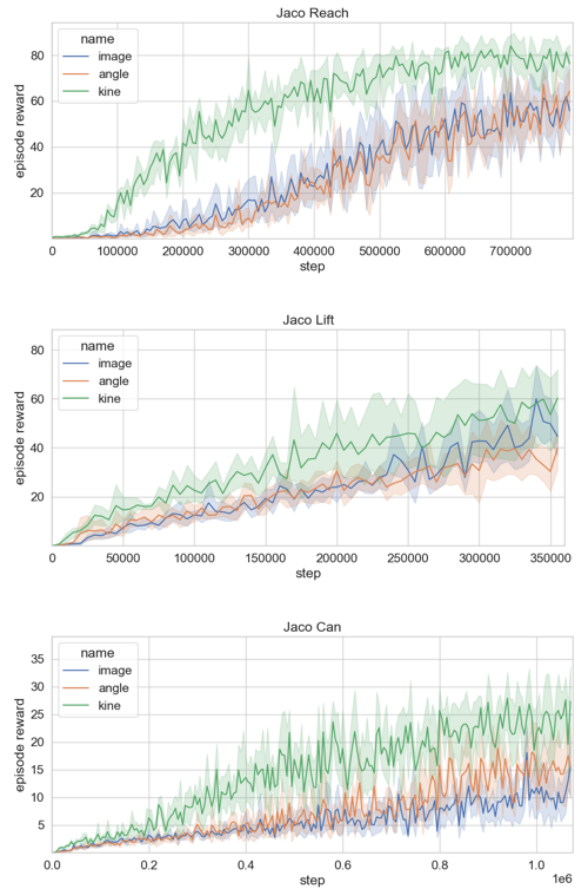 Jaco Reach
name
image
angle
kine
episode reward
80
60
40
20
0 100000 200000 300000 400000 500000 600000 700000
step
Jaco Lift
name
image
angle
kine
episode reward
80
60
40
20
0 50000 100000 150000 200000 250000 300000 350000
step
Jaco Can
name
image
angle
kine
episode reward
35
30
25
20
15
10
5
0.0 0.2 0.4 0.6 0.8 1.0
1e6
step